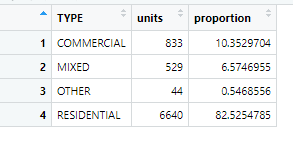 TYPE units proportion
1 COMMERCIAL 833 10.3529704
2 MIXED 529 6.5746955
3 OTHER 44 0.5468556
4 RESIDENTIAL 6640 82.5254785